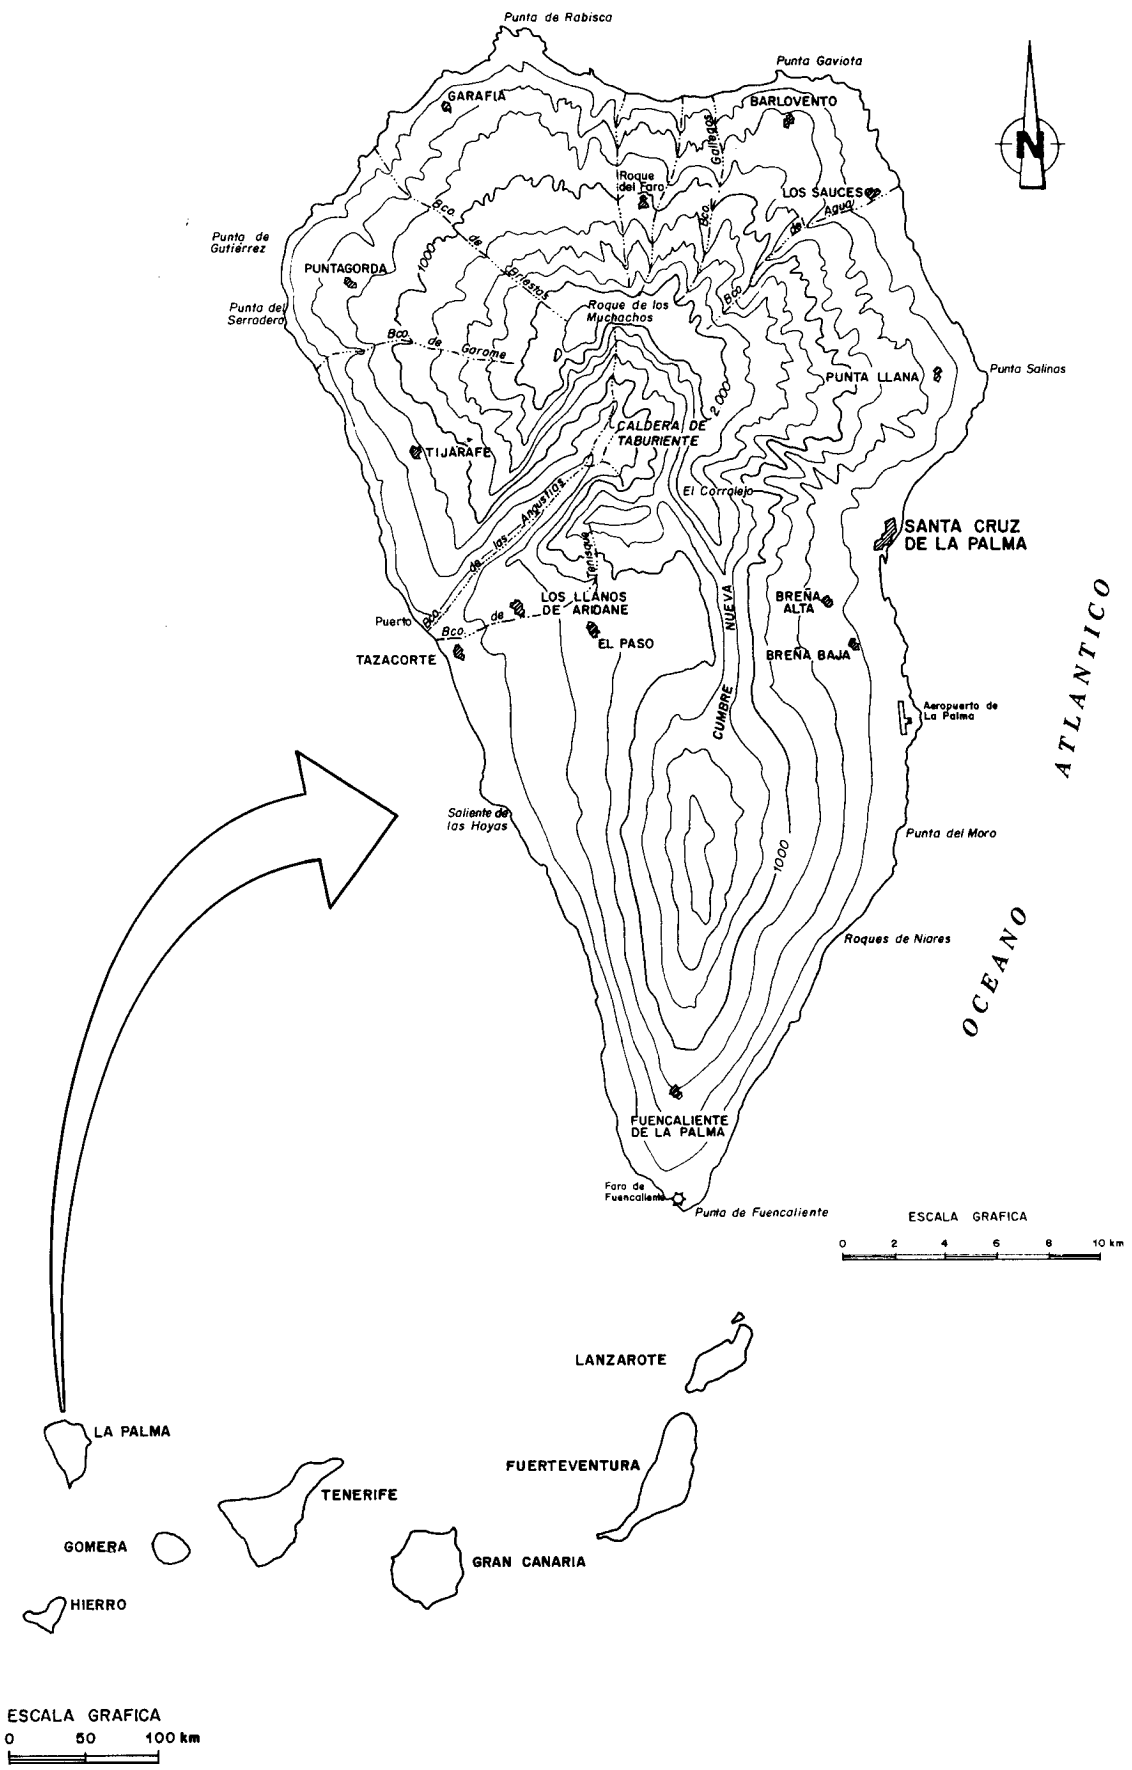 Punta de Rabisca
Punta Gaviota
GARAFIA
BARLOVENTO
N
Gallegos
Bco.
Roque
del Faro
LOS SAUCES
Bco. de Agua
Bco. de Briestas
Punta de
Gutiérrez
1000
PUNTAGORDA
Punta del
Serradero
Roque de los
Muchachos
Bco. de Garome
PUNTA LLANA
Punta Salinas
2.000
CALDERA DE
TABURIENTE
TIJARAFE
El Corralejo
Bco. de las Angustias
SANTA CRUZ
DE LA PALMA
Bco. de Tenisque
LOS LLANOS
DE ARIDANE
BREÑA
ALTA
Puerto
EL PASO
TAZACORTE
BREÑA BAJA
CUMBRE NUEVA
Aeropuerto de
La Palma
OCEANO ATLANTICO
Saliente de
las Hoyas
Punta del Moro
1000
Roques de Niares
FUENCALIENTE
DE LA PALMA
Faro de
Fuencaliente
Punta de Fuencaliente
ESCALA GRAFICA
0 2 4 6 8 10 km
LANZAROTE
LA PALMA
FUERTEVENTURA
TENERIFE
GOMERA
GRAN CANARIA
HIERRO
ESCALA GRAFICA
0 50 100 km